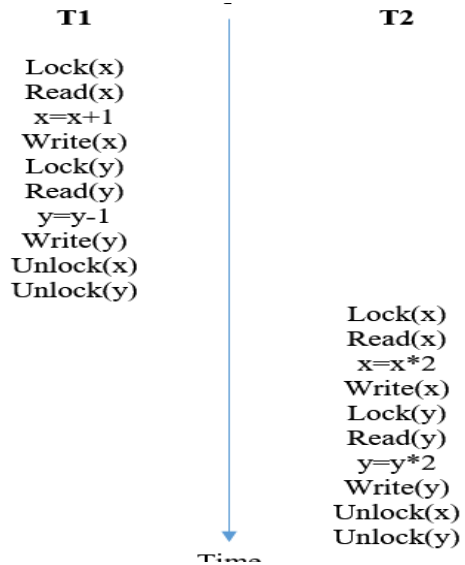 T1
T2
Lock(x)
Read(x)
x=x+1
Write(x)
Lock(y)
Read(y)
y=y-1
Write(y)
Unlock(x)
Unlock(y)
Lock(x)
Read(x)
x=x*2
Write(x)
Lock(y)
Read(y)
y=y*2
Write(y)
Unlock(x)
Unlock(y)
Time